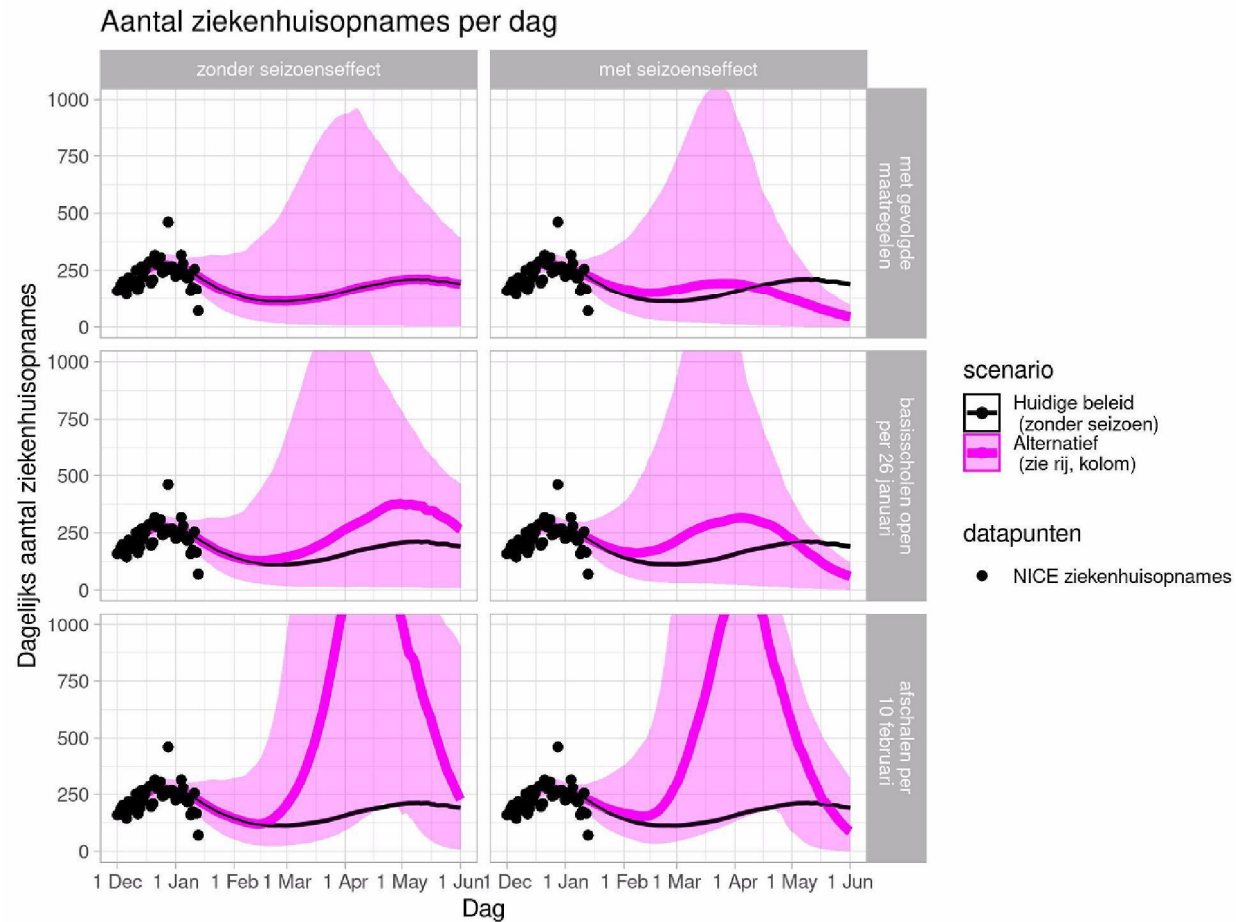 Aantal ziekenhuisopnames per dag
zonder seizoenseffect
met seizoenseffect
1000
750
500
250
0
met gevolgde
maatregelen
1000
750
500
250
0
basisscholen open
per 26 januari
1000
750
500
250
0
afschalen per
10 februari
1 Dec 1 Jan 1 Feb 1 Mar 1 Apr 1 May 1 Jun
1 Dec 1 Jan 1 Feb 1 Mar 1 Apr 1 May 1 Jun
Dag
Dagelijks aantal ziekenhuisopnames
scenario
Huidige beleid
(zonder seizoen)
Alternatief
(zie rij, kolom)
datapunten
NICE ziekenhuisopnames